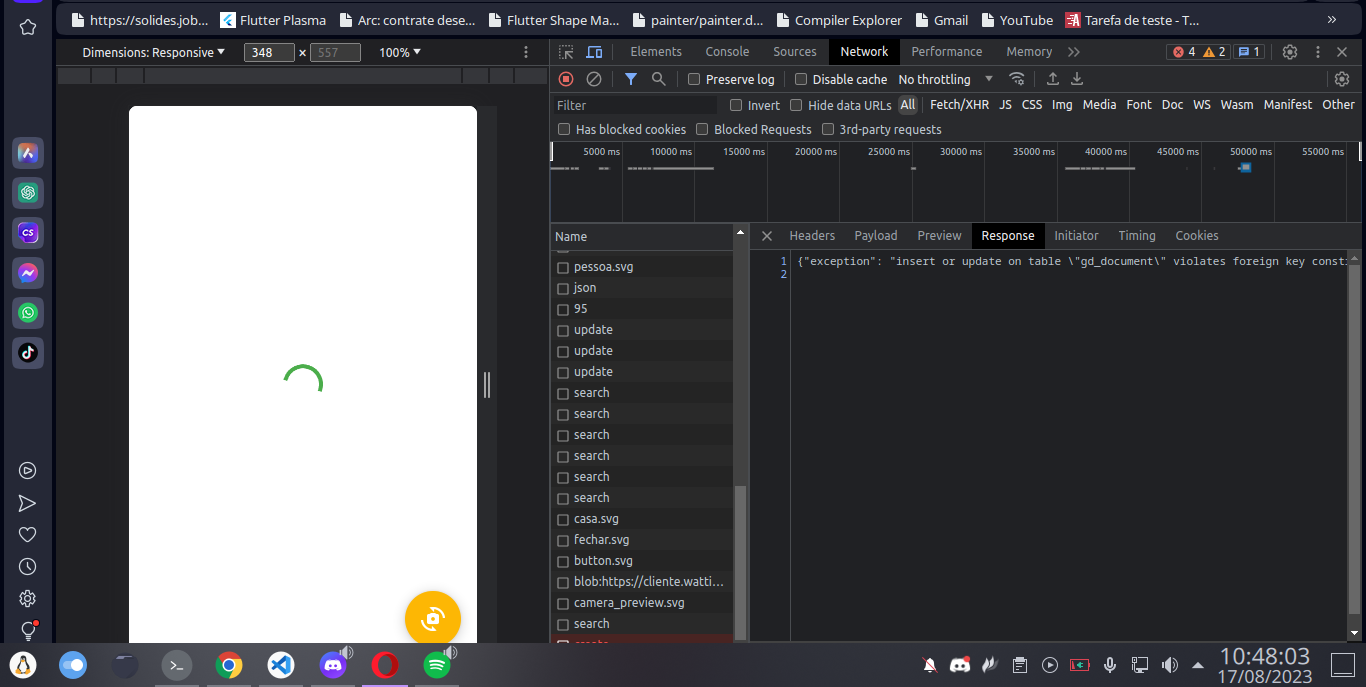 https://solides.job... Flutter Plasma Arc: contrate dese... Flutter Shape Ma... painter/painter.d... Compiler Explorer Gmail YouTube Tarefa de teste - T... »
Dimensions: Responsive 348 × 557 100%
Elements Console Sources Network Performance Memory » 4 2 1
Preserve log Disable cache No throttling
Filter Invert Hide data URLs All Fetch/XHR JS CSS Img Media Font Doc WS Wasm Manifest Other
Has blocked cookies Blocked Requests 3rd-party requests
5000 ms 10000 ms 15000 ms 20000 ms 25000 ms 30000 ms 35000 ms 40000 ms 45000 ms 50000 ms 55000 ms
Name
Headers Payload Preview Response Initiator Timing Cookies
1 {"exception": "insert or update on table \"gd_document\" violates foreign key consti
2
pessoa.svg
json
95
update
update
update
search
search
search
search
search
search
casa.svg
fechar.svg
button.svg
blob:https://cliente.watti...
camera_preview.svg
search
create
CS
10:48:03
17/08/2023